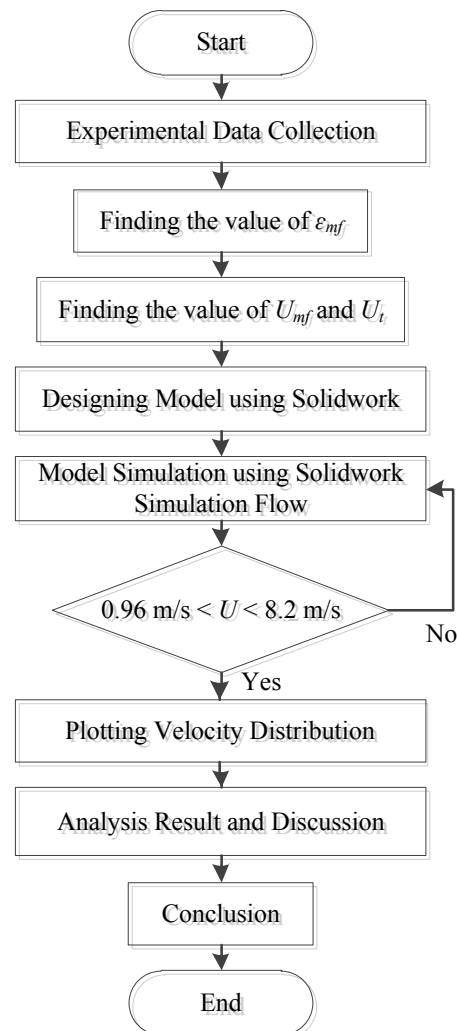 Start
Experimental Data Collection
Finding the value of εmf
Finding the value of Umf and Ut
Designing Model using Solidwork
Model Simulation using Solidwork
Simulation Flow
0.96 m/s < U < 8.2 m/s
No
Yes
Plotting Velocity Distribution
Analysis Result and Discussion
Conclusion
End